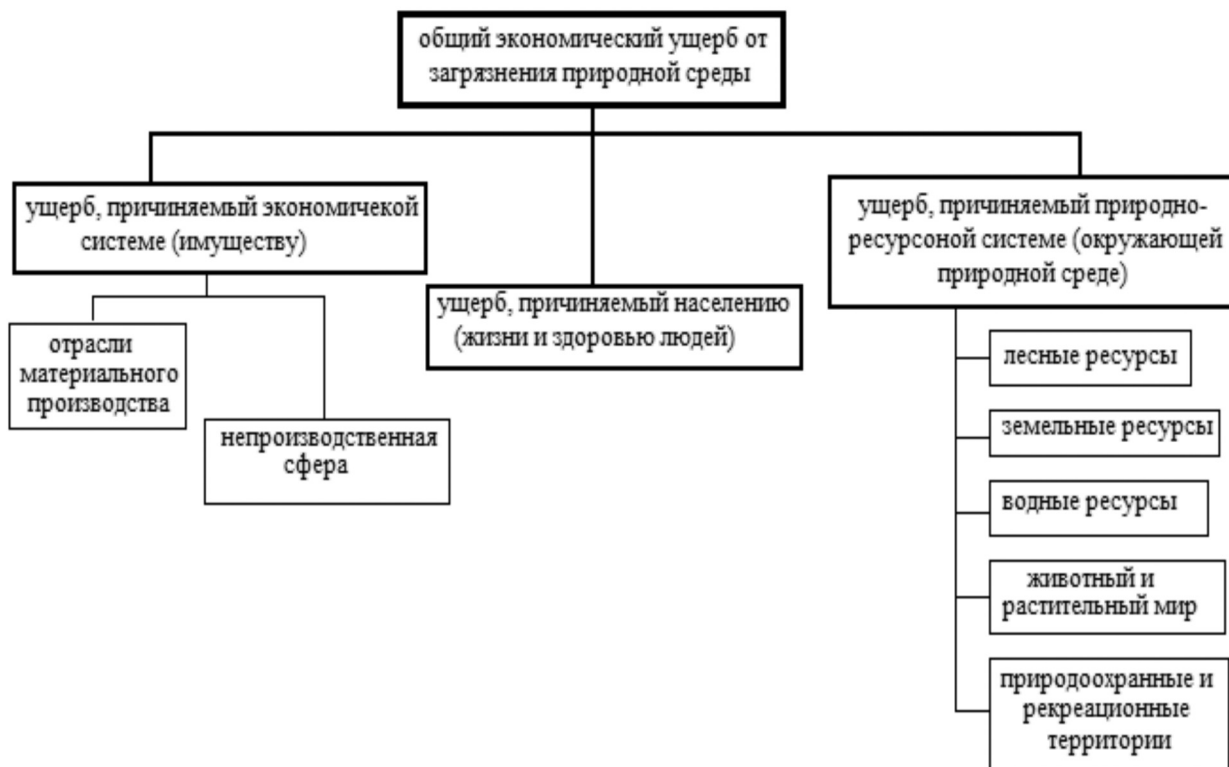 общий экономический ущерб от
загрязнения природной среды
ущерб, причиняемый экономичекой
системе (имуществу)
отрасли
материального
производства
непроизводственная
сфера
ущерб, причиняемый населению
(жизни и здоровью людей)
ущерб, причиняемый природно-
ресурсоной системе (окружающей
природной среде)
лесные ресурсы
земельные ресурсы
водные ресурсы
животный и
растительный мир
природоохранные и
рекреационные
территории